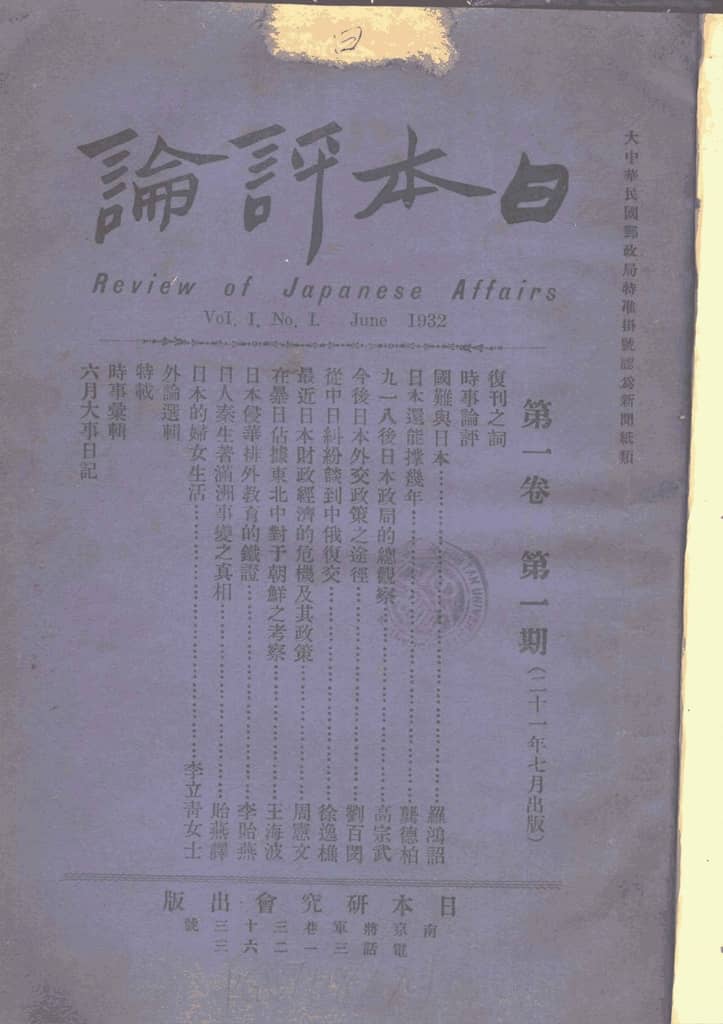 大中華民國郵政局特准掛號認爲新聞紙類
日本評論
Review of Japanese Affairs
Vol. I. No. I. June 1932
第一卷 第一期（二十一年七月出版）
復刊之詞
時事論評
國難與日本 羅鴻詔
日本還能撑幾年 龔德柏
九一八後日本政局的總觀察 高宗武
今後日本外交政策之途徑 劉百閔
從中日糾紛談到中俄復交 徐逸樵
最近日本財政經濟的危機及其政策 周憲文
在暴日佔據東北中對于朝鮮之考察 王海波
日本侵華排外教育的鐵證 李貽燕
日人泰生著滿洲事變之真相 貽燕譯
日本的婦女生活 李立青女士
外論選輯
特載
時事彙輯
六月大事日記
日本研究會出版
南京將軍巷三十三號
電話三一二六三